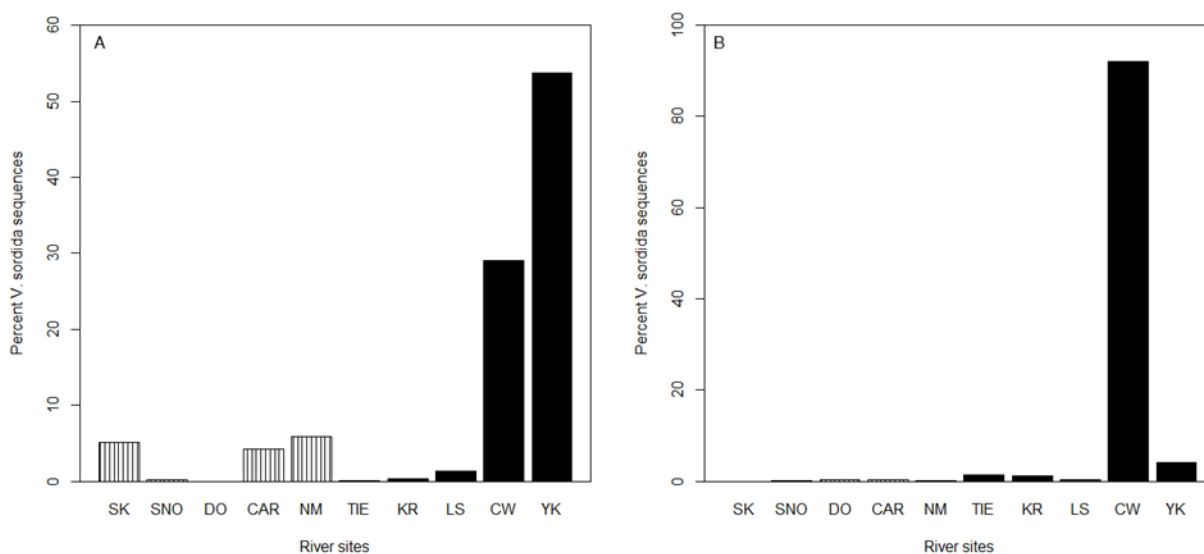 A
Percent V. sordida sequences
60
50
40
30
20
10
0
SK SNO DO CAR NM TIE KR LS CW YK
River sites
B
Percent V. sordida sequences
100
80
60
40
20
0
SK SNO DO CAR NM TIE KR LS CW YK
River sites